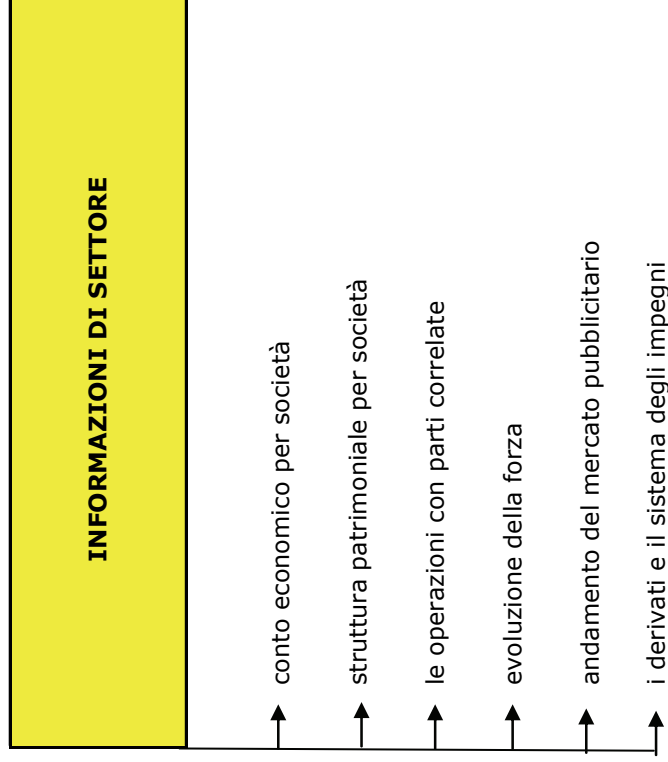 INFORMAZIONI DI SETTORE
conto economico per società
struttura patrimoniale per società
le operazioni con parti correlate
evoluzione della forza
andamento del mercato pubblicitario
i derivati e il sistema degli impegni